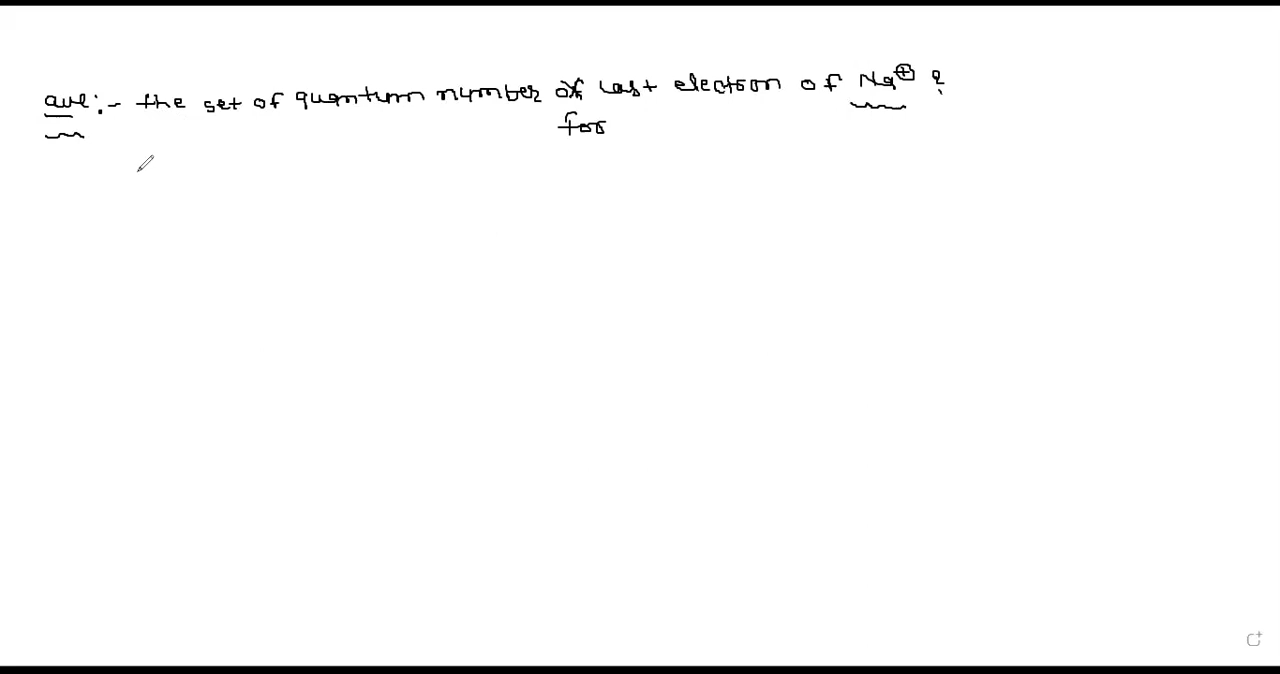 que:- the set of quantum number of last electron of Na⊕ ?
for